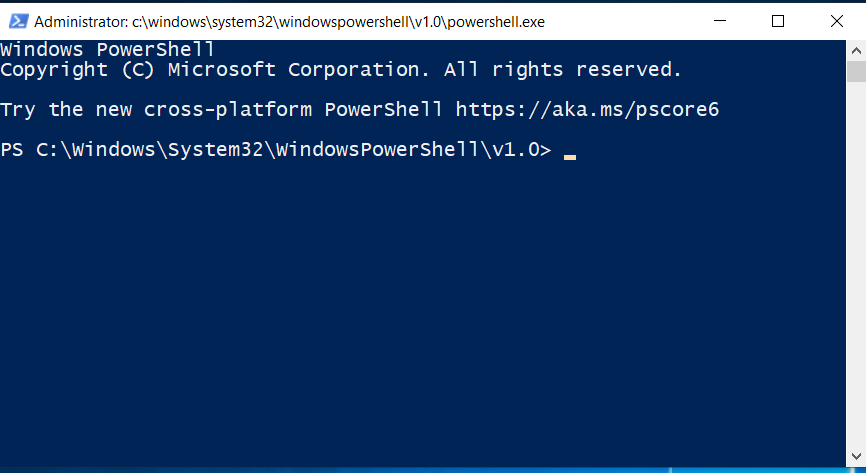 Administrator: c:\windows\system32\windowspowershell\v1.0\powershell.exe
Windows PowerShell
Copyright (C) Microsoft Corporation. All rights reserved.
Try the new cross-platform PowerShell https://aka.ms/pscore6
PS C:\Windows\System32\WindowsPowerShell\v1.0>